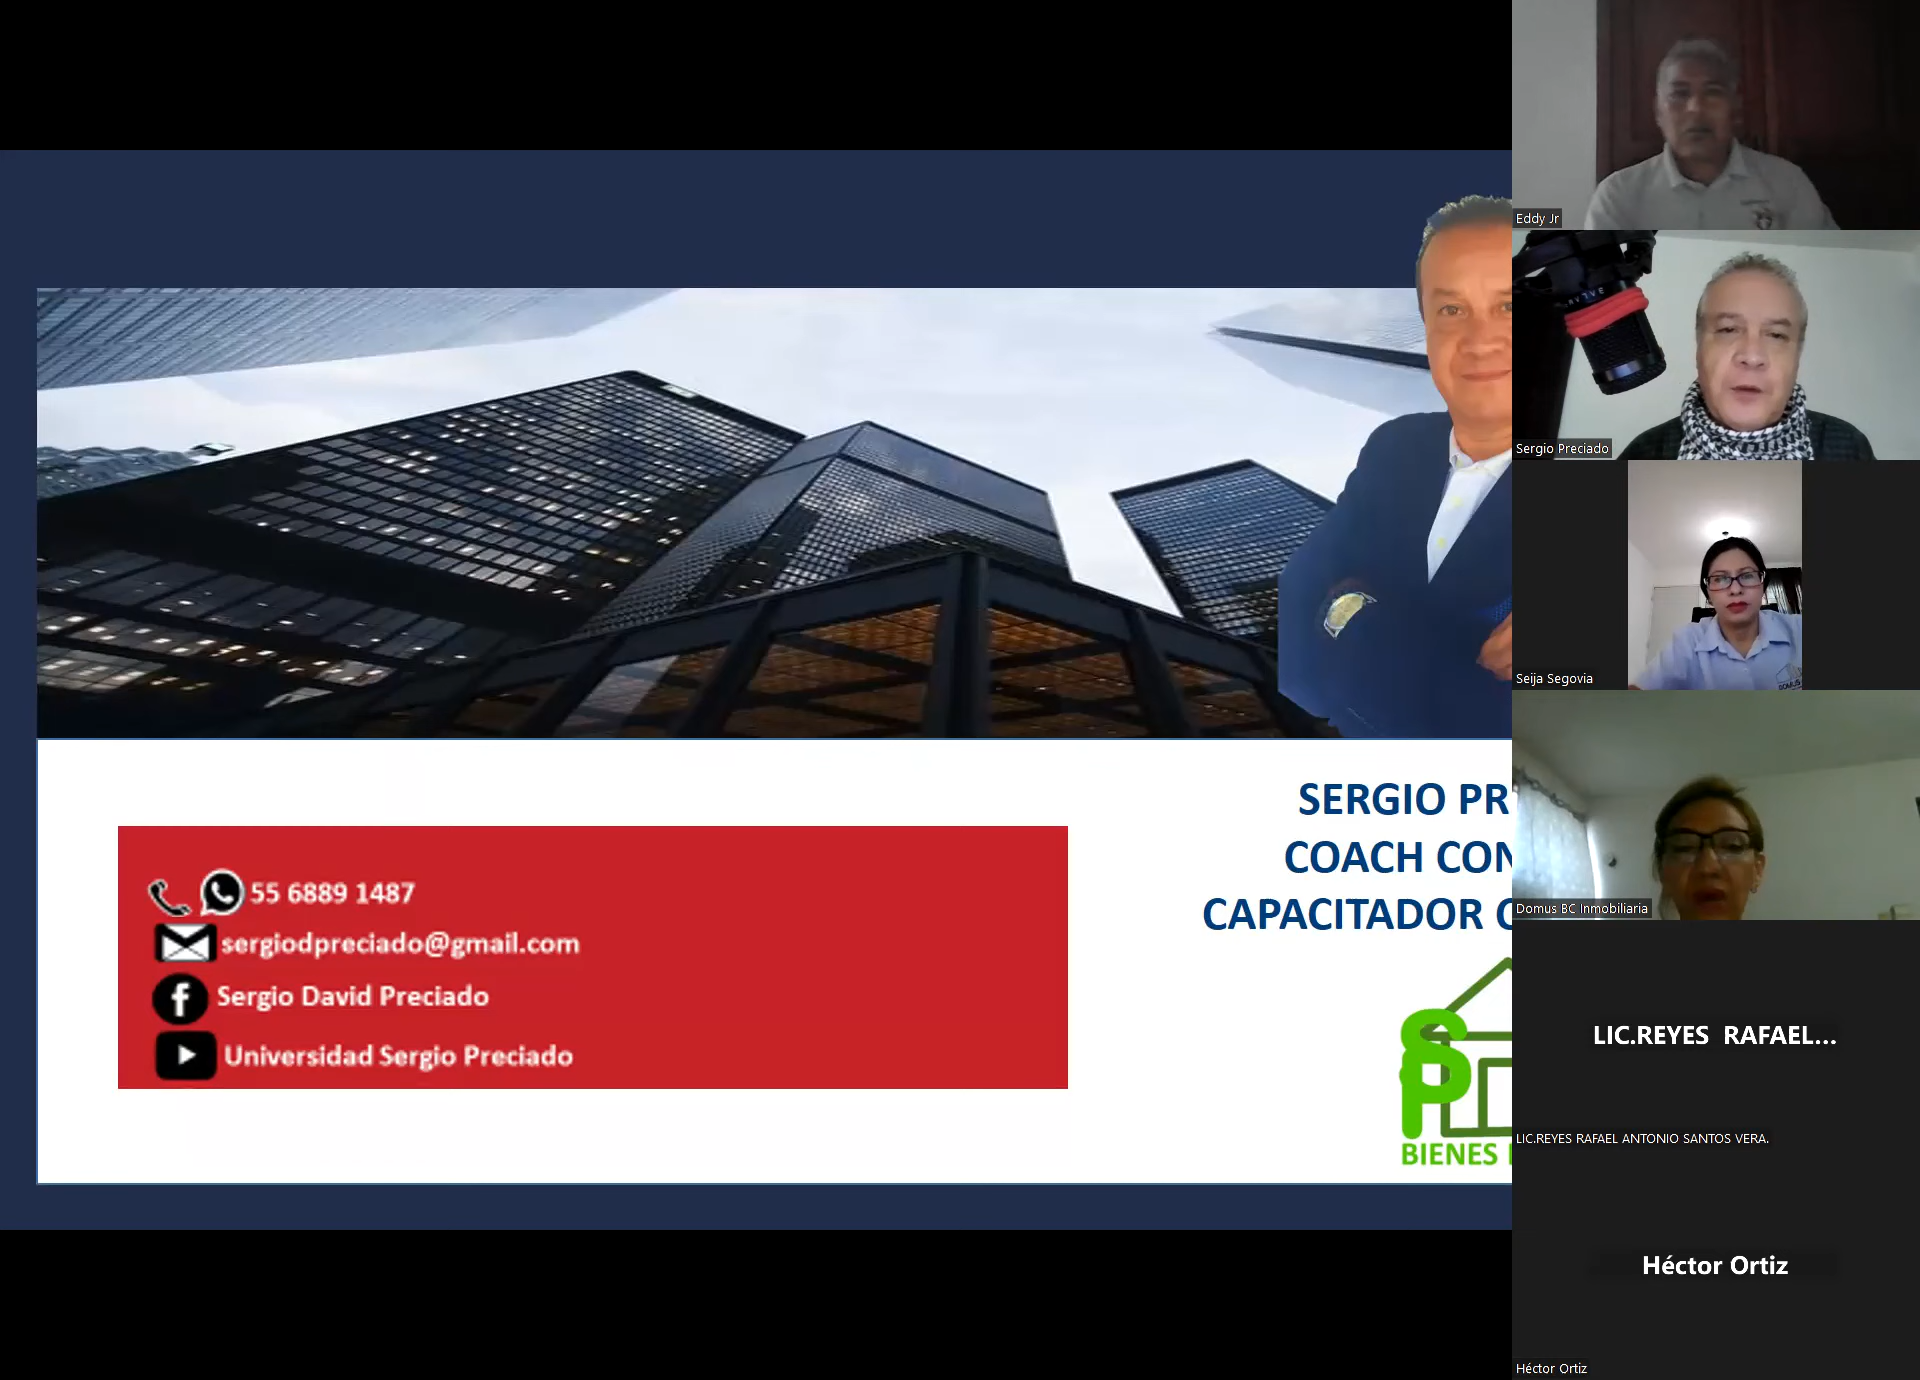 SERGIO PR
COACH CON
CAPACITADOR
55 6889 1487
sergiodpreciado@gmail.com
Sergio David Preciado
Universidad Sergio Preciado
SP
BIENES
Eddy Jr
Sergio Preciado
Seija Segovia
Domus BC Inmobiliaria
LIC.REYES RAFAEL...
LIC.REYES RAFAEL ANTONIO SANTOS VERA.
Héctor Ortiz
Héctor Ortiz